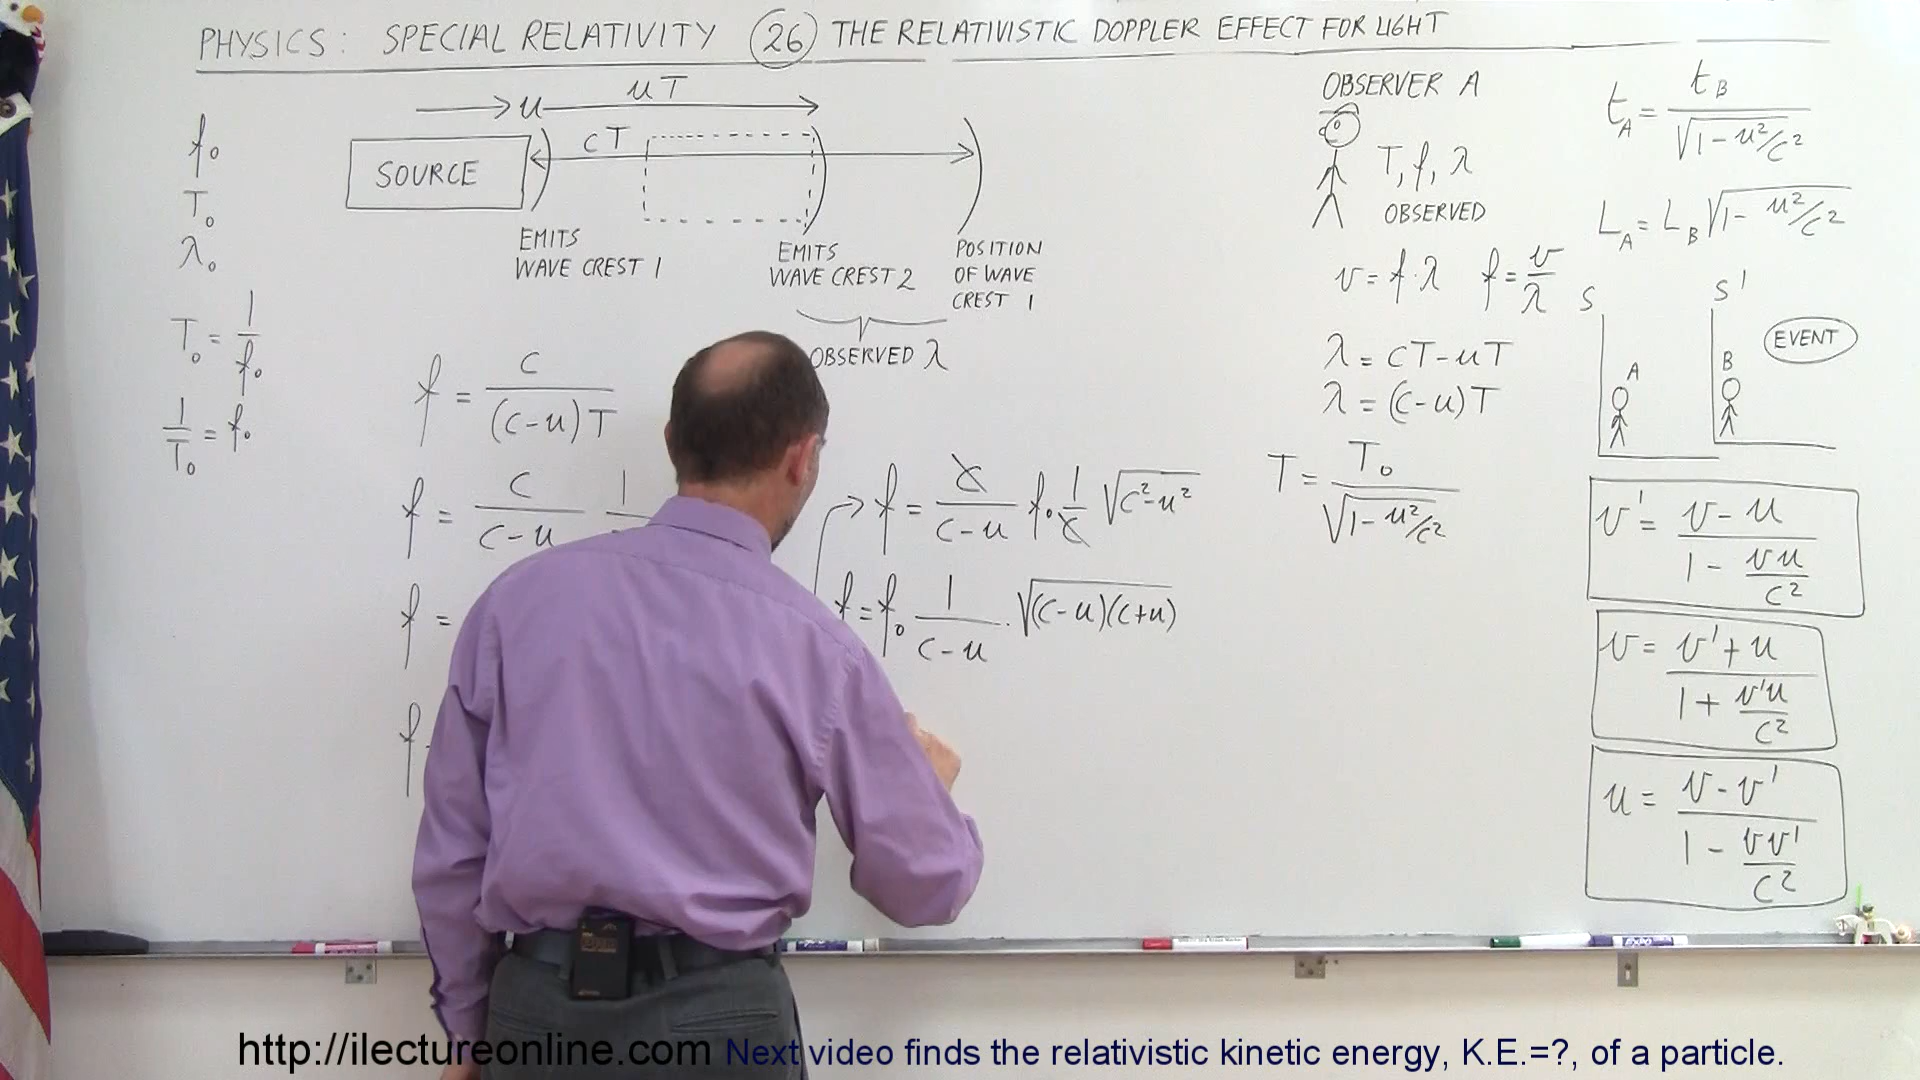 PHYSICS: SPECIAL RELATIVITY 26 THE RELATIVISTIC DOPPLER EFFECT FOR LIGHT
f₀
T₀
λ₀
T₀ = 1/f₀
1/T₀ = f₀
u
uT
cT
SOURCE
EMITS
WAVE CREST 1
EMITS
WAVE CREST 2
POSITION
OF WAVE
CREST 1
OBSERVED λ
f = c/((c-u)T)
f = c/(c-u) 1
f =
f
f = c/(c-u) f₀ · 1/c √(c²-u²)
f = f₀ 1/(c-u) · √((c-u)(c+u))
OBSERVER A
T, f, λ
OBSERVED
v = f·λ f = v/λ
λ = cT - uT
λ = (c-u)T
T = T₀/√(1-u²/c²)
t_A = t_B/√(1-u²/c²)
L_A = L_B √(1-u²/c²)
S
S'
EVENT
A
B
v' = (v-u)/(1 - vu/c²)
v = (v'+u)/(1 + v'u/c²)
u = (v-v')/(1 - vv'/c²)
http://ilectureonline.com Next video finds the relativistic kinetic energy, K.E.=?, of a particle.